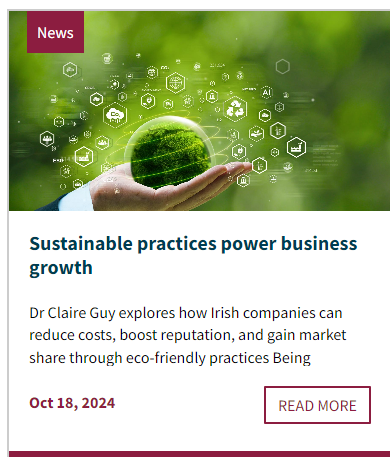 News
Sustainable practices power business
growth
Dr Claire Guy explores how Irish companies can
reduce costs, boost reputation, and gain market
share through eco-friendly practices Being
Oct 18, 2024
READ MORE